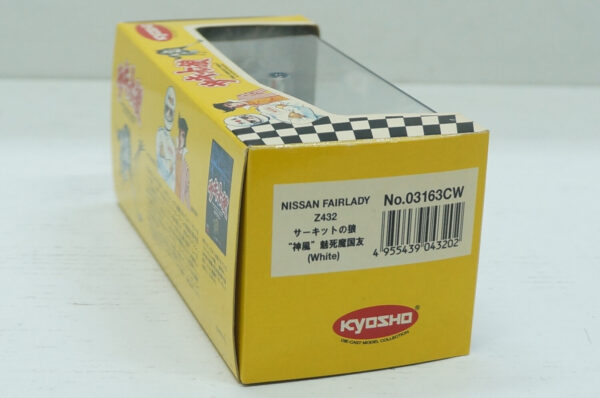 NISSAN FAIRLADY
Z432
サーキットの狼
“神風” 魅死魔国友
(White)
No.03163CW
4 955439 043202
KYOSHO
DIE-CAST MODEL COLLECTION